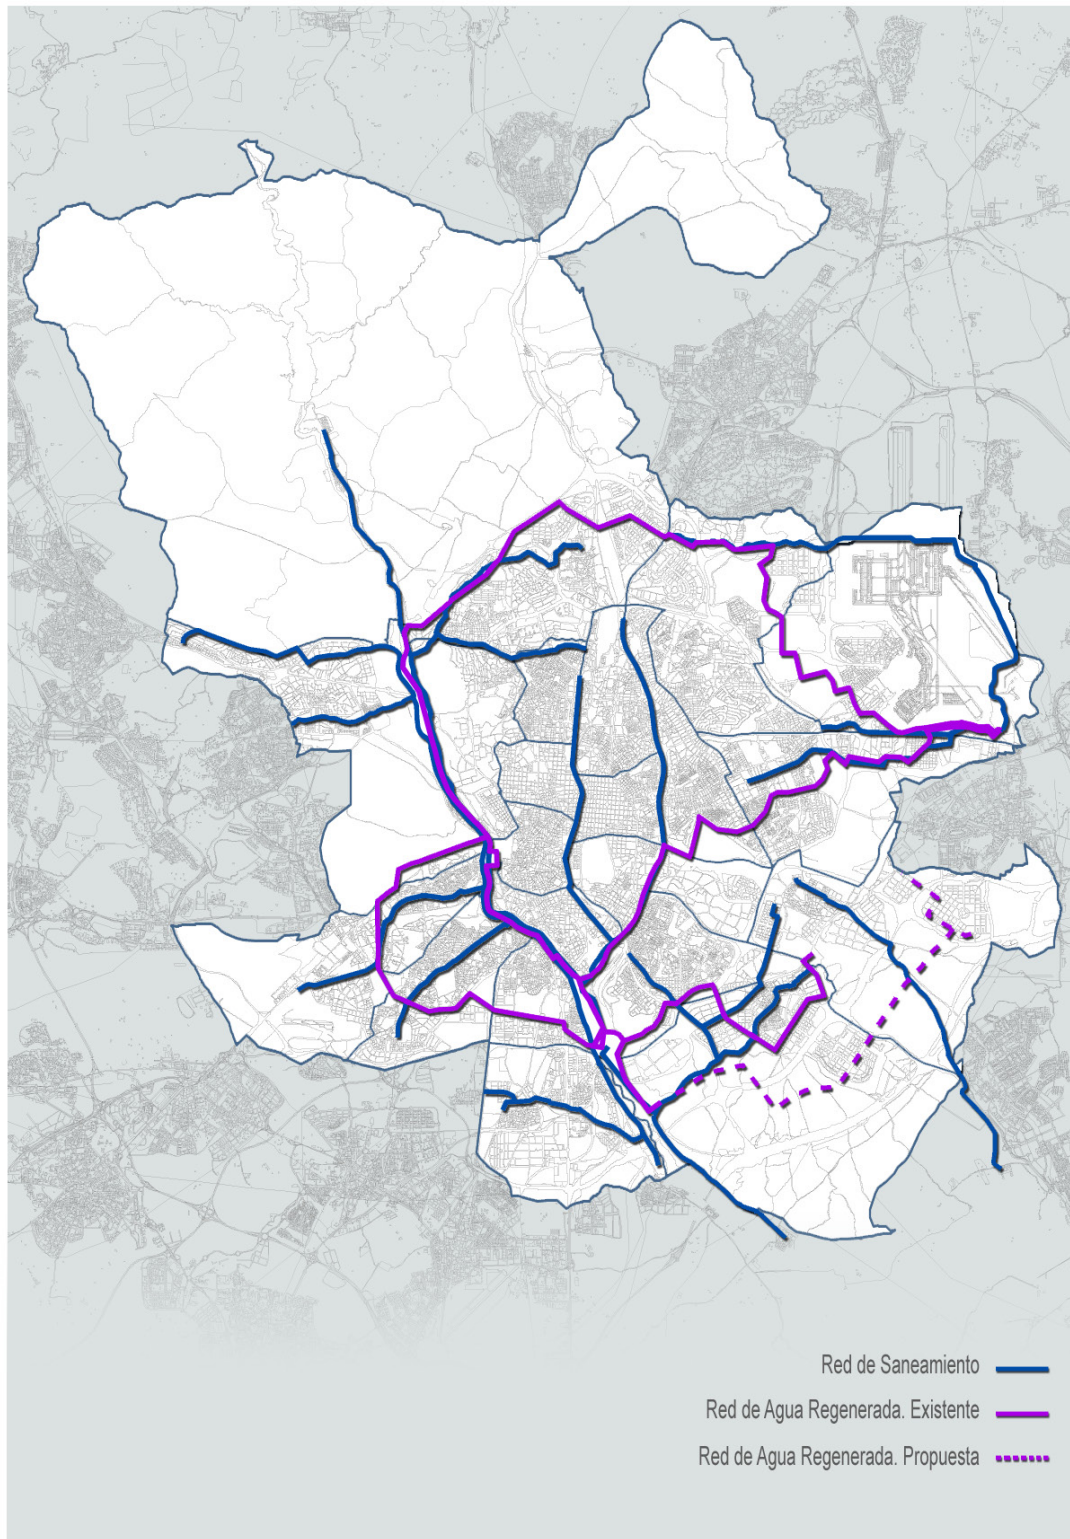 Red de Saneamiento
Red de Agua Regenerada. Existente
Red de Agua Regenerada. Propuesta